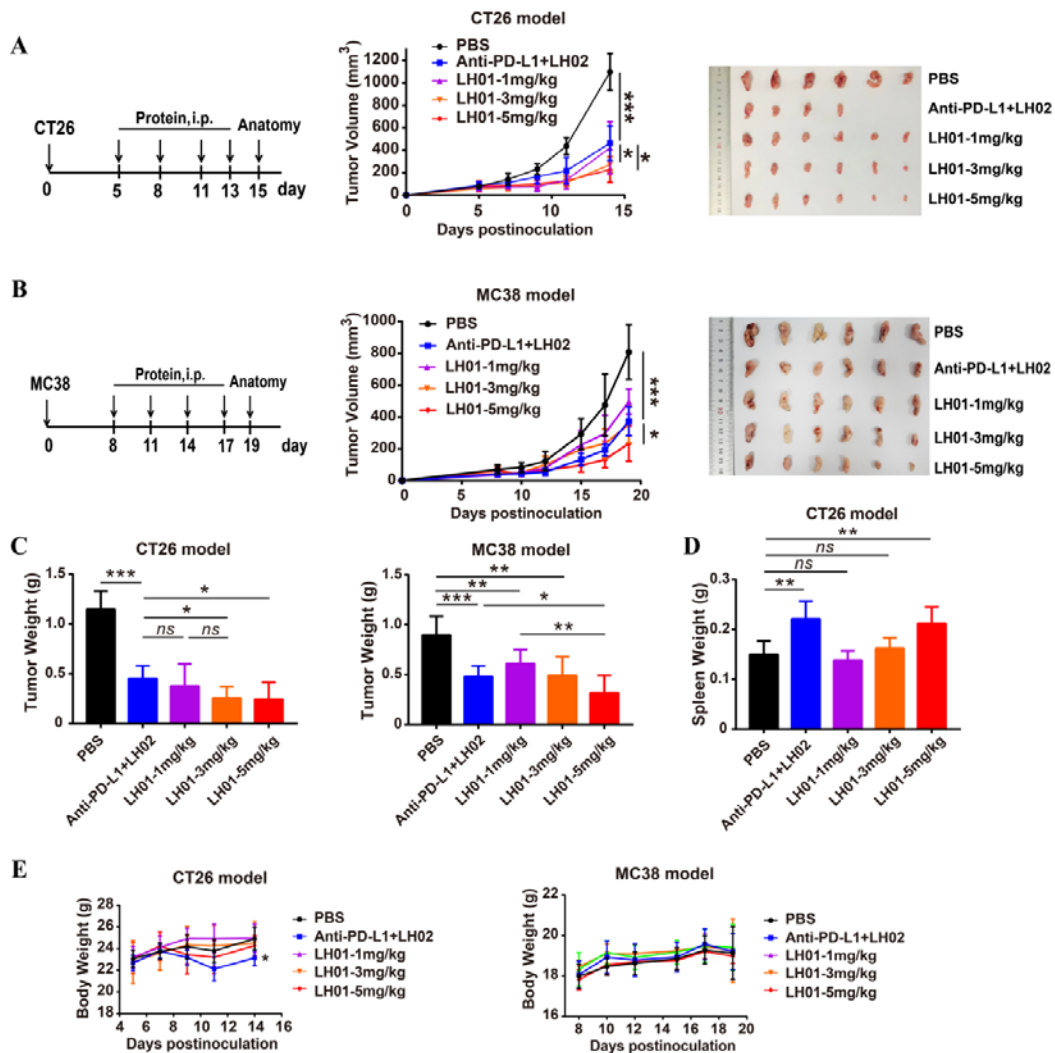 A
CT26
Protein,i.p.
Anatomy
0 5 8 11 13 15 day
CT26 model
Tumor Volume (mm3)
1200
1000
800
600
400
200
0
0 5 10 15
Days postinoculation
PBS
Anti-PD-L1+LH02
LH01-1mg/kg
LH01-3mg/kg
LH01-5mg/kg
***
*
*
PBS
Anti-PD-L1+LH02
LH01-1mg/kg
LH01-3mg/kg
LH01-5mg/kg
B
MC38
Protein,i.p.
Anatomy
0 8 11 14 17 19 day
MC38 model
Tumor Volume (mm3)
1000
800
600
400
200
0
0 5 10 15 20
Days postinoculation
PBS
Anti-PD-L1+LH02
LH01-1mg/kg
LH01-3mg/kg
LH01-5mg/kg
***
*
PBS
Anti-PD-L1+LH02
LH01-1mg/kg
LH01-3mg/kg
LH01-5mg/kg
C
CT26 model
Tumor Weight (g)
1.5
1.0
0.5
0
***
*
*
ns ns
PBS
Anti-PD-L1+LH02
LH01-1mg/kg
LH01-3mg/kg
LH01-5mg/kg
MC38 model
Tumor Weight (g)
1.5
1.0
0.5
0
**
**
*** *
**
PBS
Anti-PD-L1+LH02
LH01-1mg/kg
LH01-3mg/kg
LH01-5mg/kg
D
CT26 model
Spleen Weight (g)
0.3
0.2
0.1
0
**
ns
ns
**
PBS
Anti-PD-L1+LH02
LH01-1mg/kg
LH01-3mg/kg
LH01-5mg/kg
E
CT26 model
Body Weight (g)
28
26
24
22
20
18
4 6 8 10 12 14 16
Days postinoculation
*
PBS
Anti-PD-L1+LH02
LH01-1mg/kg
LH01-3mg/kg
LH01-5mg/kg
MC38 model
Body Weight (g)
22
20
18
16
8 10 12 14 16 18 20
Days postinoculation
PBS
Anti-PD-L1+LH02
LH01-1mg/kg
LH01-3mg/kg
LH01-5mg/kg